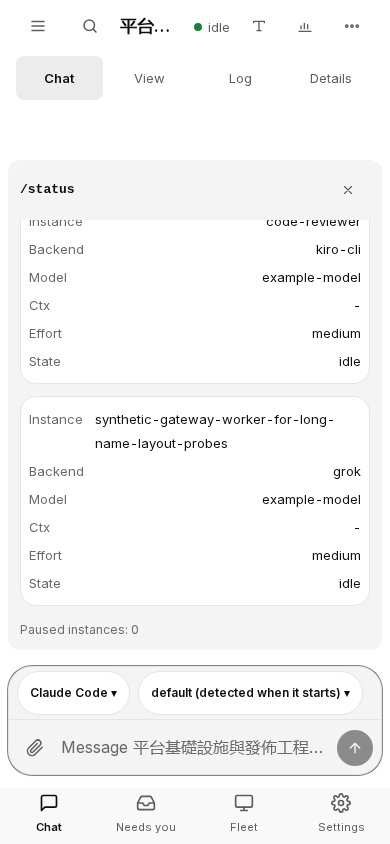 平台…
idle
Chat
View
Log
Details
/status
Instance code-reviewer
Backend kiro-cli
Model example-model
Ctx -
Effort medium
State idle
Instance synthetic-gateway-worker-for-long-
name-layout-probes
Backend grok
Model example-model
Ctx -
Effort medium
State idle
Paused instances: 0
Claude Code ▾
default (detected when it starts) ▾
Message 平台基礎設施與發佈工程…
Chat
Needs you
Fleet
Settings